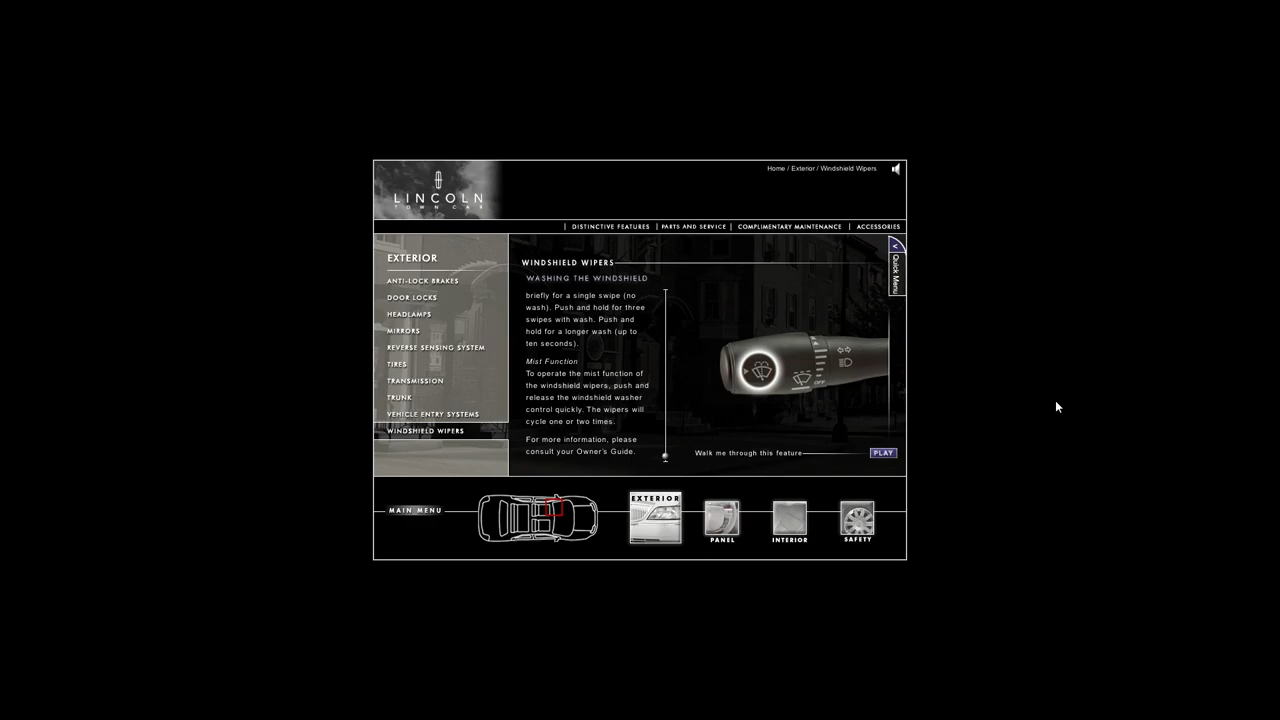 Home / Exterior / Windshield Wipers
LINCOLN
TOWN CAR
DISTINCTIVE FEATURES
PARTS AND SERVICE
COMPLIMENTARY MAINTENANCE
ACCESSORIES
EXTERIOR
ANTI-LOCK BRAKES
DOOR LOCKS
HEADLAMPS
MIRRORS
REVERSE SENSING SYSTEM
TIRES
TRANSMISSION
TRUNK
VEHICLE ENTRY SYSTEMS
WINDSHIELD WIPERS
WINDSHIELD WIPERS
WASHING THE WINDSHIELD
briefly for a single swipe (no
wash). Push and hold for three
swipes with wash. Push and
hold for a longer wash (up to
ten seconds).
Mist Function
To operate the mist function of
the windshield wipers, push and
release the windshield washer
control quickly. The wipers will
cycle one or two times.
For more information, please
consult your Owner's Guide.
OFF
Walk me through this feature
PLAY
< Quick Menu
MAIN MENU
EXTERIOR
PANEL
INTERIOR
SAFETY